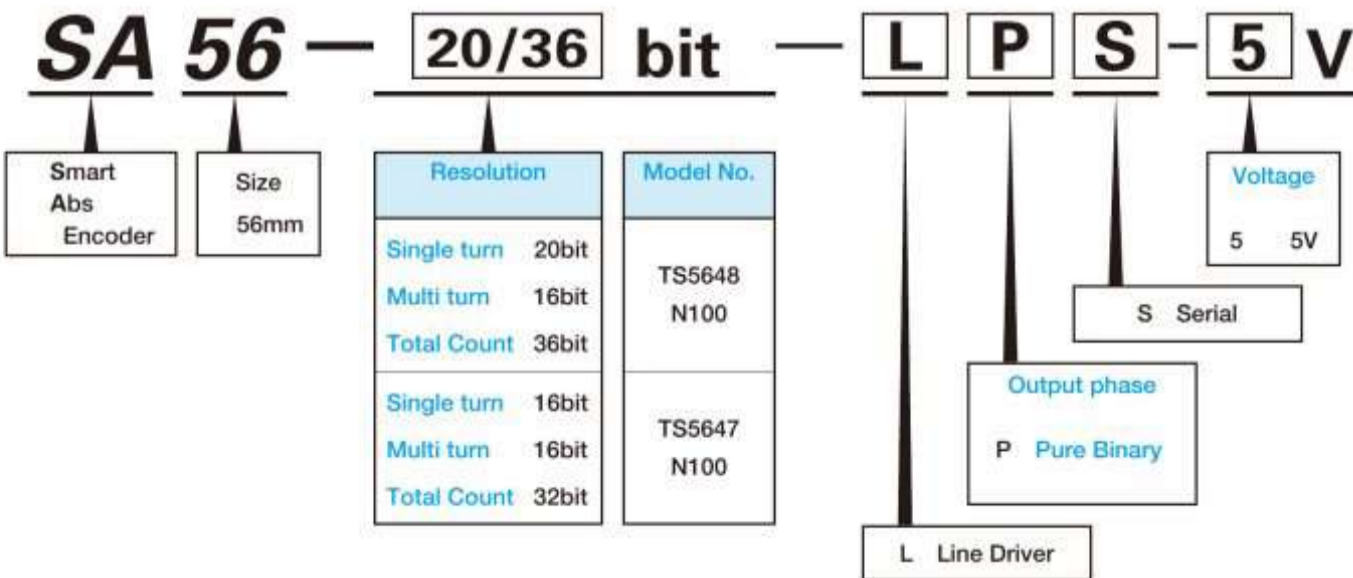 SA 56 — 20/36 bit — L P S - 5 V
Smart
Abs
Encoder
Size
56mm
Resolution
Model No.
Single turn 20bit
Multi turn 16bit
Total Count 36bit
TS5648
N100
Single turn 16bit
Multi turn 16bit
Total Count 32bit
TS5647
N100
Voltage
5 5V
S Serial
Output phase
P Pure Binary
L Line Driver